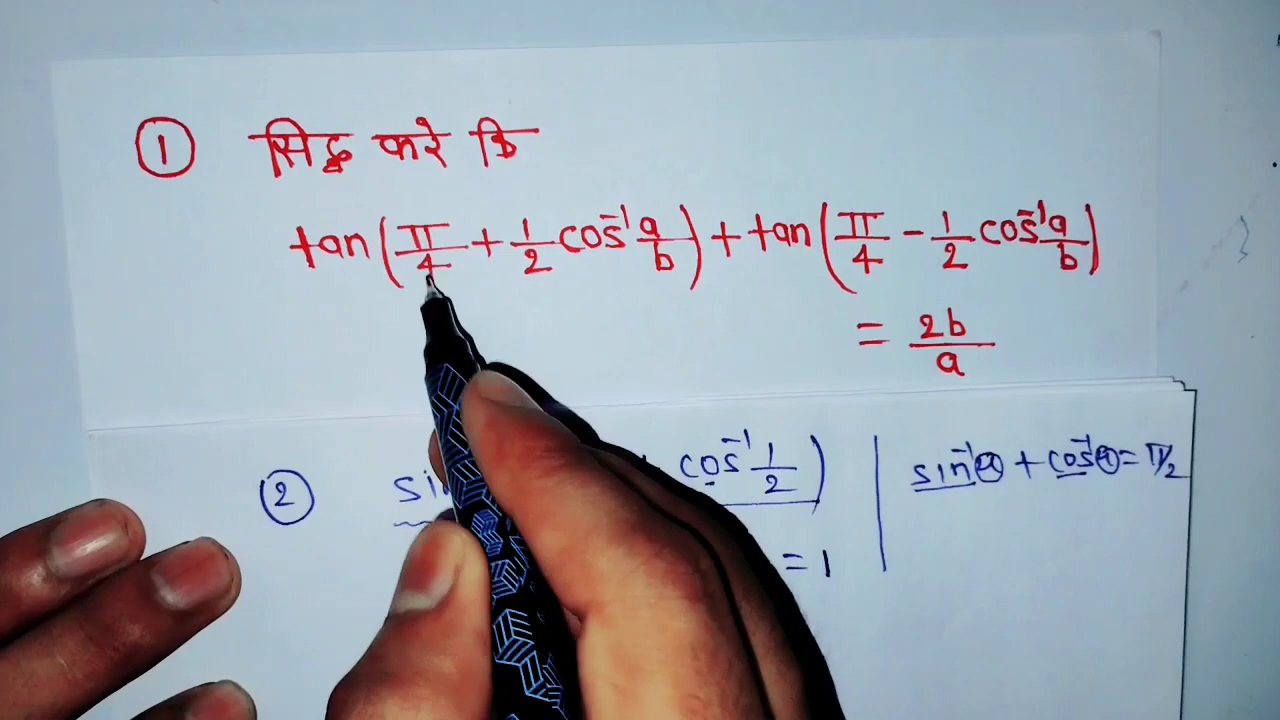 ① सिद्ध करे कि
tan(π/4 + 1/2 cos⁻¹ a/b) + tan(π/4 - 1/2 cos⁻¹ a/b)
= 2b/a
② cos⁻¹ 1/2) | sin⁻¹θ + cos⁻¹θ = π/2
= 1